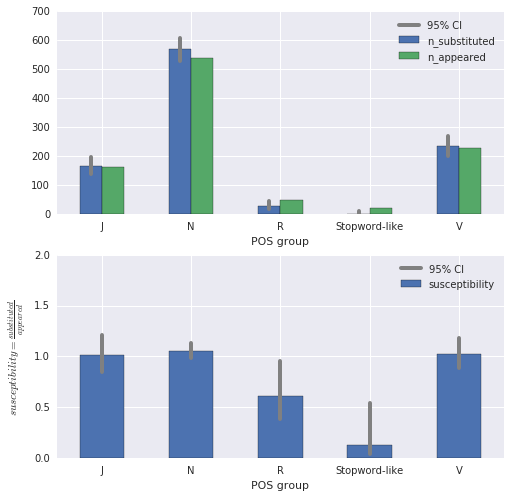 700
600
500
400
300
200
100
0
95% CI
n_substituted
n_appeared
J N R Stopword-like V
POS group
2.0
1.5
1.0
0.5
0.0
susceptibility = substituted/appeared
95% CI
susceptibility
J N R Stopword-like V
POS group